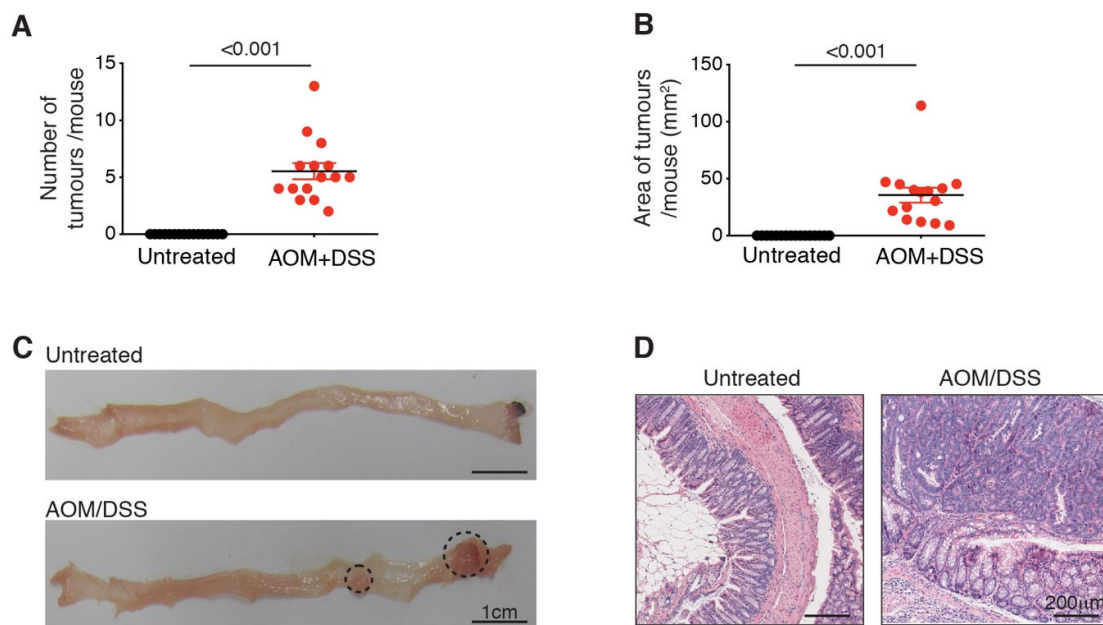 A
<0.001
15
10
5
0
Number of
tumours /mouse
Untreated
AOM+DSS
B
<0.001
150
100
50
0
Area of tumours
/mouse (mm²)
Untreated
AOM+DSS
C
Untreated
AOM/DSS
1cm
D
Untreated
AOM/DSS
200µm